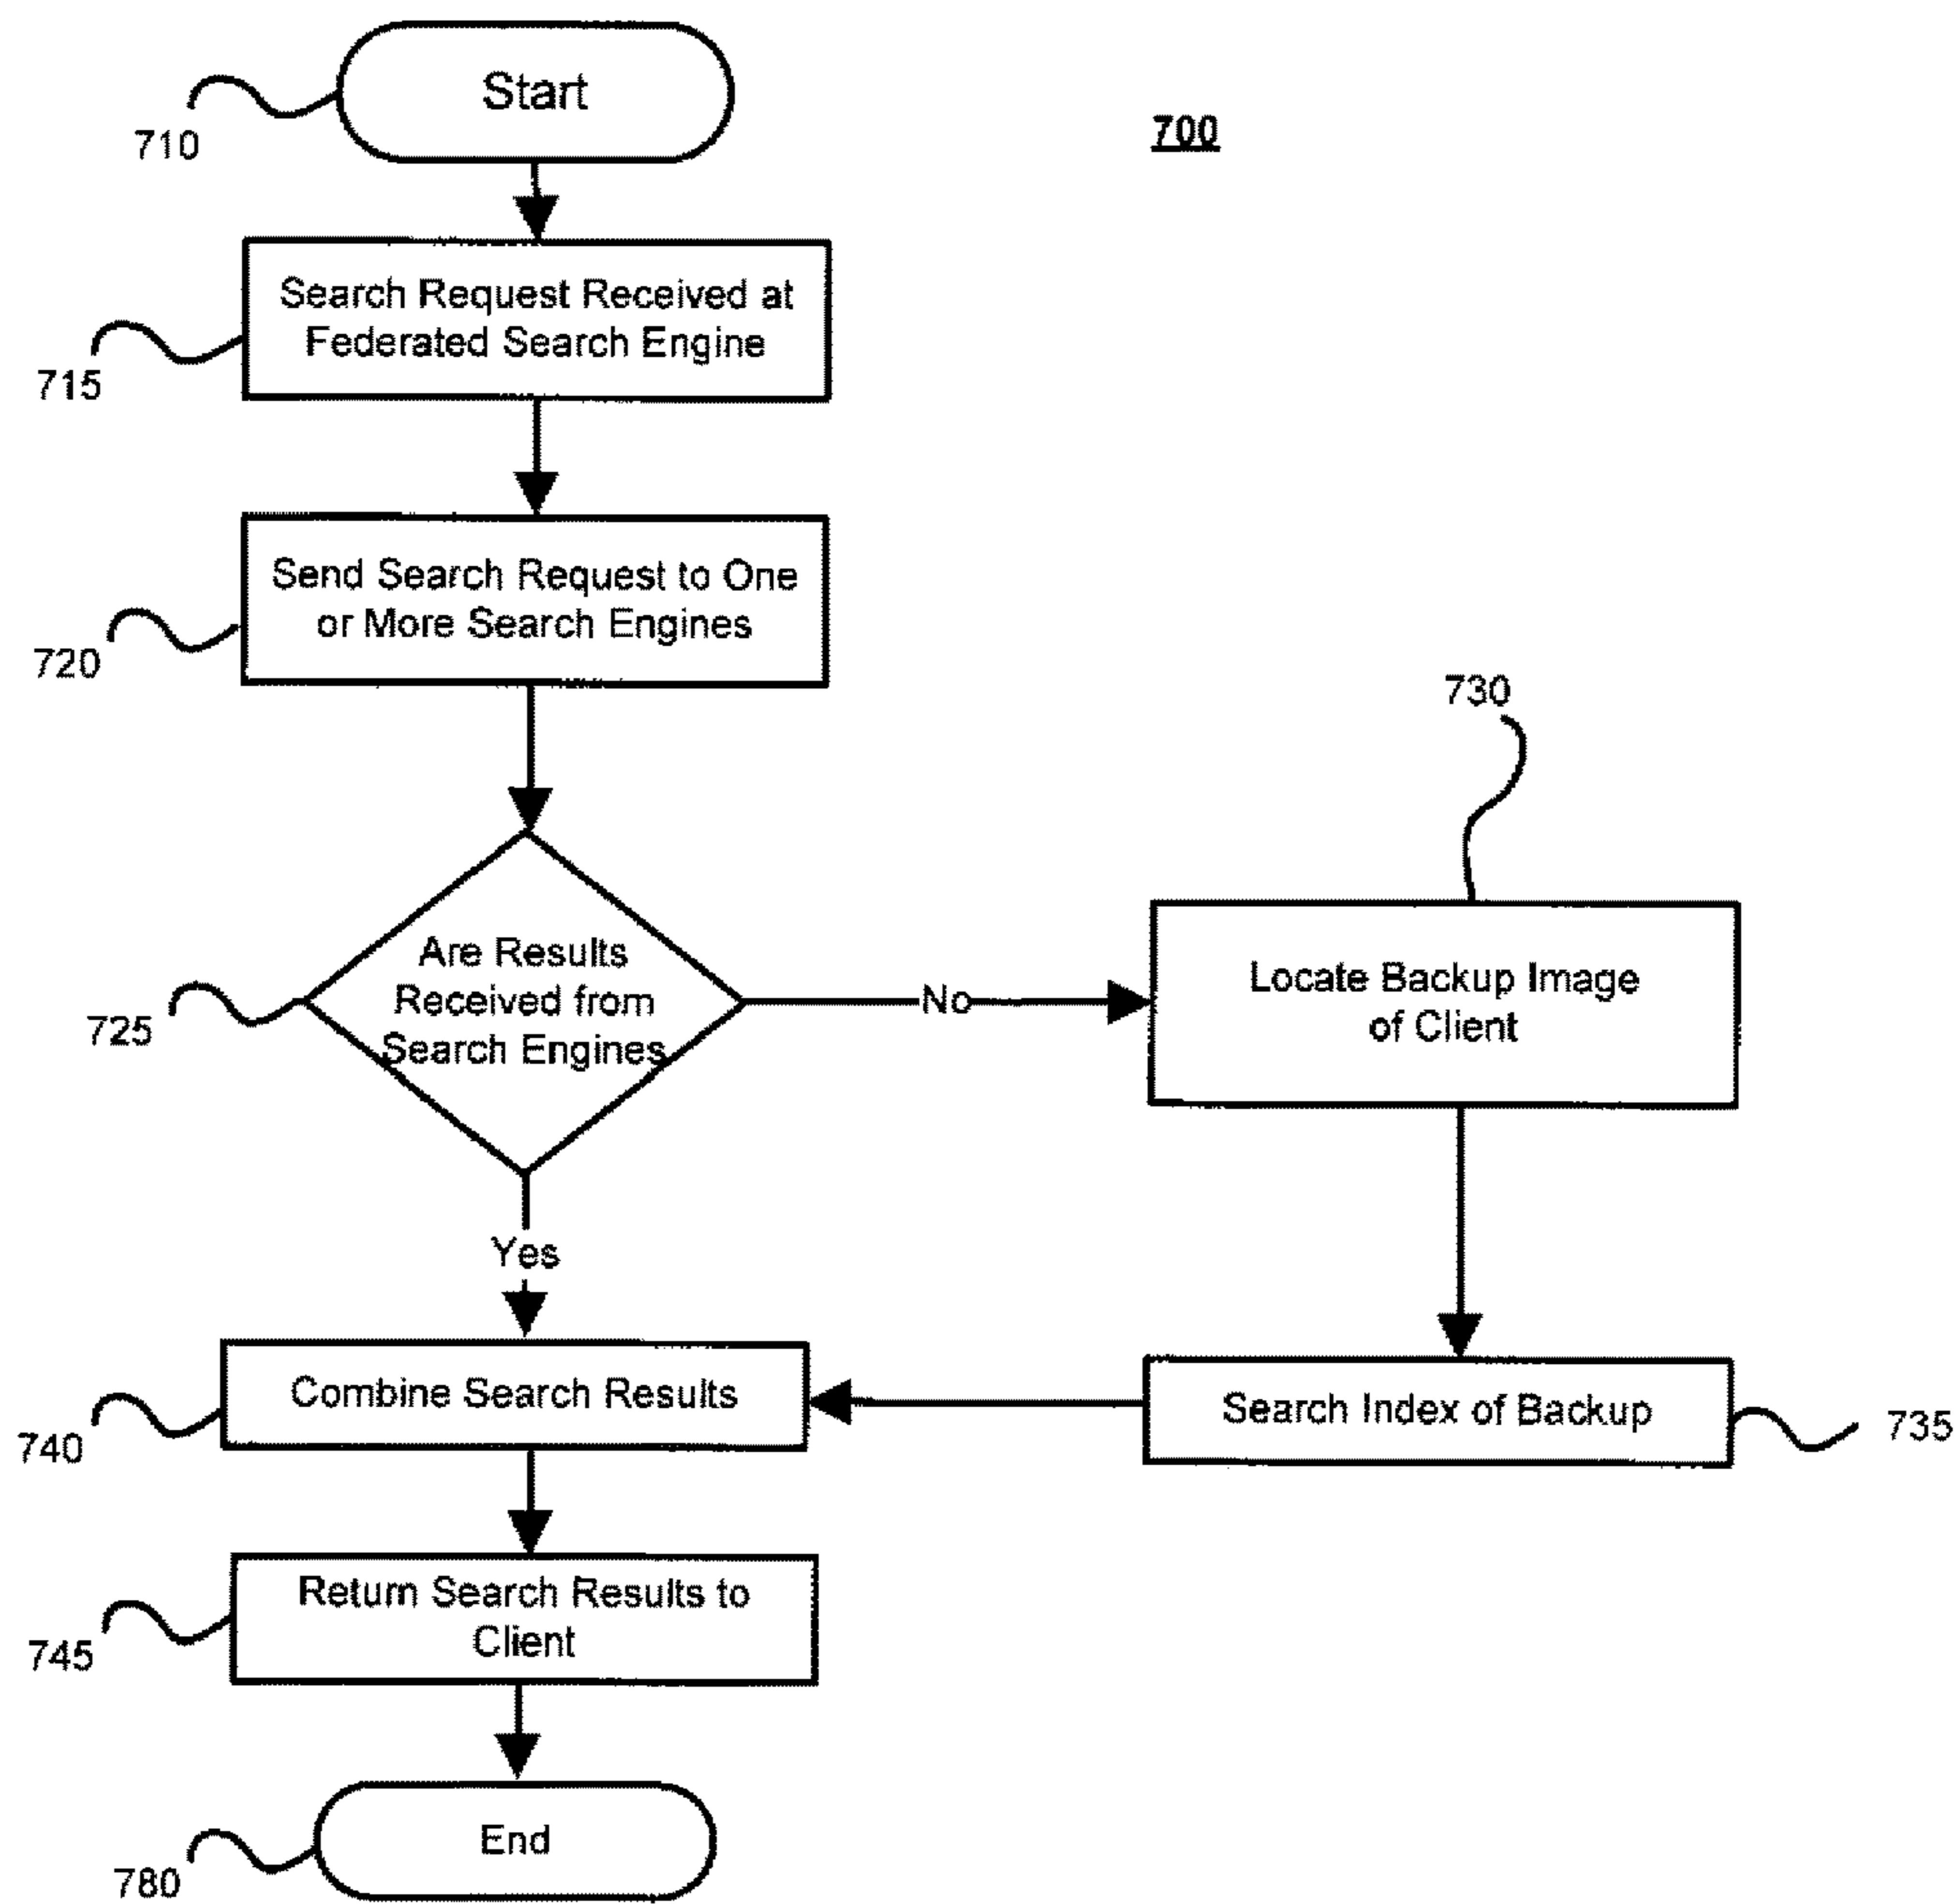 Start
710
700
Search Request Received at
Federated Search Engine
715
Send Search Request to One
or More Search Engines
720
730
Are Results
Received from
Search Engines
725
No
Locate Backup Image
of Client
Yes
Combine Search Results
740
Search Index of Backup
735
Return Search Results to
Client
745
End
780